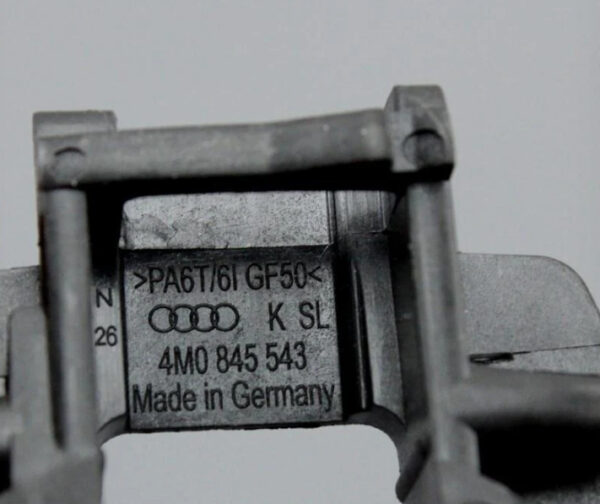 >PA6T/6I GF50<
K SL
4M0 845 543
Made in Germany
N
26